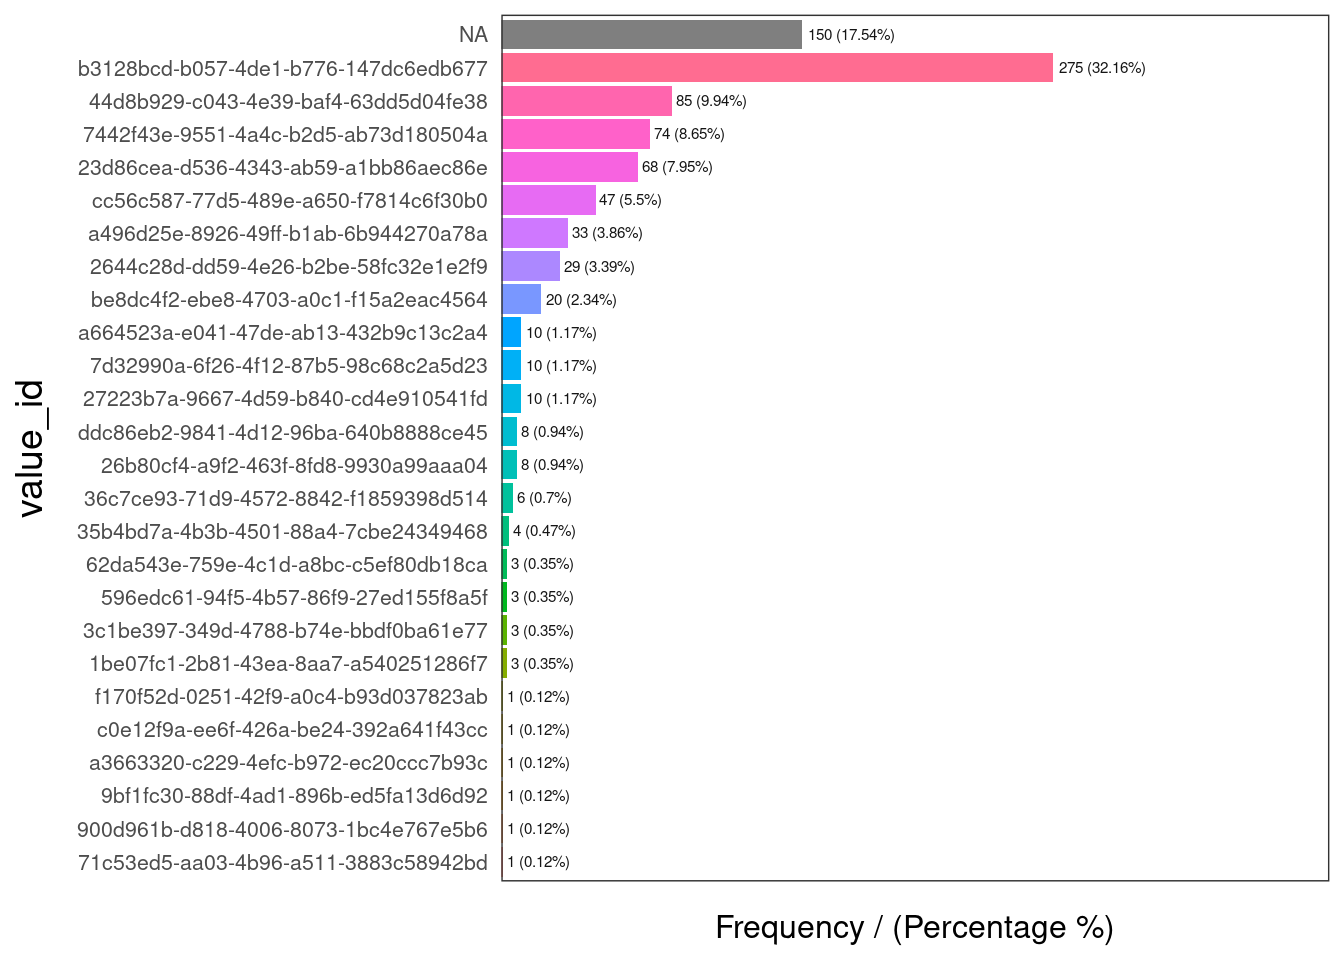 NA 150 (17.54%)
b3128bcd-b057-4de1-b776-147dc6edb677 275 (32.16%)
44d8b929-c043-4e39-baf4-63dd5d04fe38 85 (9.94%)
7442f43e-9551-4a4c-b2d5-ab73d180504a 74 (8.65%)
23d86cea-d536-4343-ab59-a1bb86aec86e 68 (7.95%)
cc56c587-77d5-489e-a650-f7814c6f30b0 47 (5.5%)
a496d25e-8926-49ff-b1ab-6b944270a78a 33 (3.86%)
2644c28d-dd59-4e26-b2be-58fc32e1e2f9 29 (3.39%)
be8dc4f2-ebe8-4703-a0c1-f15a2eac4564 20 (2.34%)
a664523a-e041-47de-ab13-432b9c13c2a4 10 (1.17%)
7d32990a-6f26-4f12-87b5-98c68c2a5d23 10 (1.17%)
27223b7a-9667-4d59-b840-cd4e910541fd 10 (1.17%)
ddc86eb2-9841-4d12-96ba-640b8888ce45 8 (0.94%)
26b80cf4-a9f2-463f-8fd8-9930a99aaa04 8 (0.94%)
36c7ce93-71d9-4572-8842-f1859398d514 6 (0.7%)
35b4bd7a-4b3b-4501-88a4-7cbe24349468 4 (0.47%)
62da543e-759e-4c1d-a8bc-c5ef80db18ca 3 (0.35%)
596edc61-94f5-4b57-86f9-27ed155f8a5f 3 (0.35%)
3c1be397-349d-4788-b74e-bbdf0ba61e77 3 (0.35%)
1be07fc1-2b81-43ea-8aa7-a540251286f7 3 (0.35%)
f170f52d-0251-42f9-a0c4-b93d037823ab 1 (0.12%)
c0e12f9a-ee6f-426a-be24-392a641f43cc 1 (0.12%)
a3663320-c229-4efc-b972-ec20ccc7b93c 1 (0.12%)
9bf1fc30-88df-4ad1-896b-ed5fa13d6d92 1 (0.12%)
900d961b-d818-4006-8073-1bc4e767e5b6 1 (0.12%)
71c53ed5-aa03-4b96-a511-3883c58942bd 1 (0.12%)
value_id
Frequency / (Percentage %)